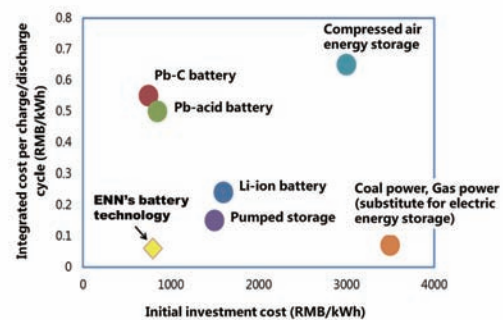 Integrated cost per charge/discharge
cycle (RMB/kWh)
0.8
0.7
0.6
0.5
0.4
0.3
0.2
0.1
0
Compressed air
energy storage
Pb-C battery
Pb-acid battery
Li-ion battery
Pumped storage
ENN's battery
technology
Coal power, Gas power
(substitute for electric
energy storage)
0
1000
2000
3000
4000
Initial investment cost (RMB/kWh)